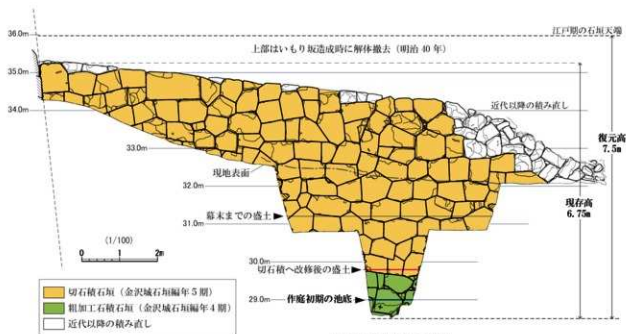 江戸期の石垣天端
36.0m
上部はいもり坂造成時に解体撤去(明治40年)
35.0m
近代以降の積み直し
34.0m
復元高
7.5m
33.0m
現地表面
32.0m
現存高
6.75m
幕末までの盛土
31.0m
(1/100)
0 1 2m
30.0m
切石積へ改修後の盛土
切石積石垣(金沢城石垣編年5期)
粗加工石積石垣(金沢城石垣編年4期)
近代以降の積み直し
29.0m
作庭初期の池底